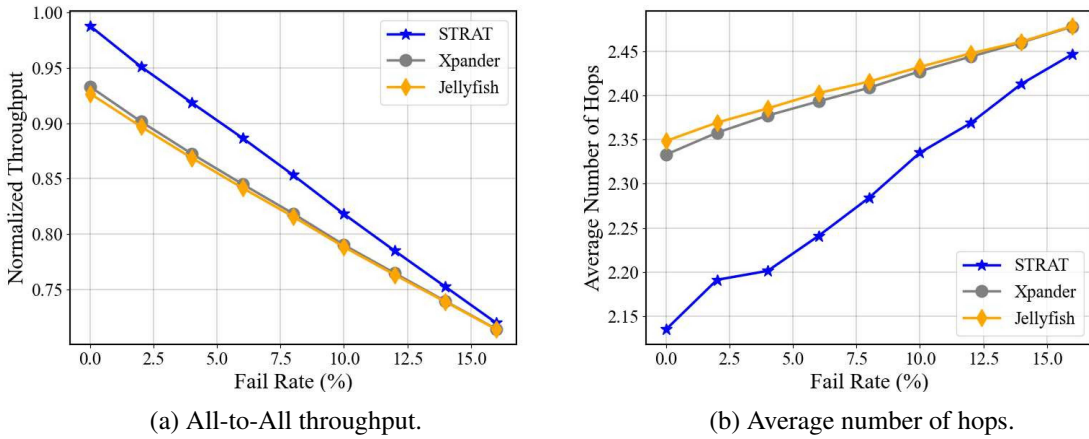 1.00
0.95
0.90
0.85
0.80
0.75
Normalized Throughput
STRAT
Xpander
Jellyfish
0.0 2.5 5.0 7.5 10.0 12.5 15.0
Fail Rate (%)
(a) All-to-All throughput.
2.45
2.40
2.35
2.30
2.25
2.20
2.15
Average Number of Hops
STRAT
Xpander
Jellyfish
0.0 2.5 5.0 7.5 10.0 12.5 15.0
Fail Rate (%)
(b) Average number of hops.